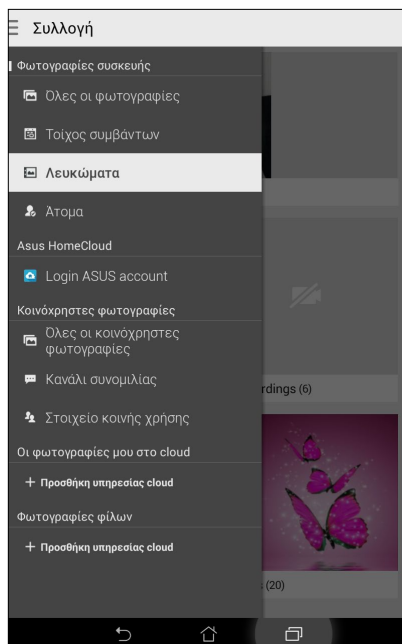 Συλλογή
Φωτογραφίες συσκευής
Όλες οι φωτογραφίες
Τοίχος συμβάντων
Λευκώματα
Άτομα
Asus HomeCloud
Login ASUS account
Κοινόχρηστες φωτογραφίες
Όλες οι κοινόχρηστες
φωτογραφίες
Κανάλι συνομιλίας
rdings (6)
Στοιχείο κοινής χρήσης
Οι φωτογραφίες μου στο cloud
+ Προσθήκη υπηρεσίας cloud
Φωτογραφίες φίλων
+ Προσθήκη υπηρεσίας cloud
(20)